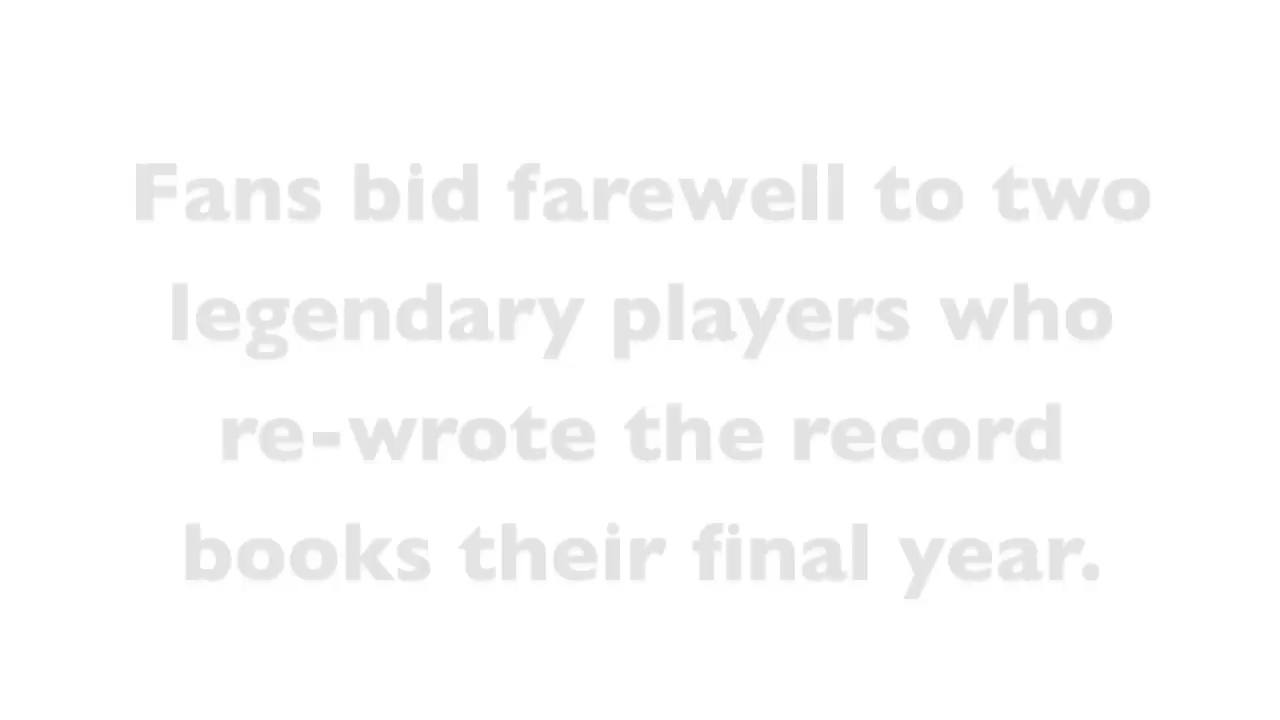 Fans bid farewell to two
legendary players who
re-wrote the record
books their final year.